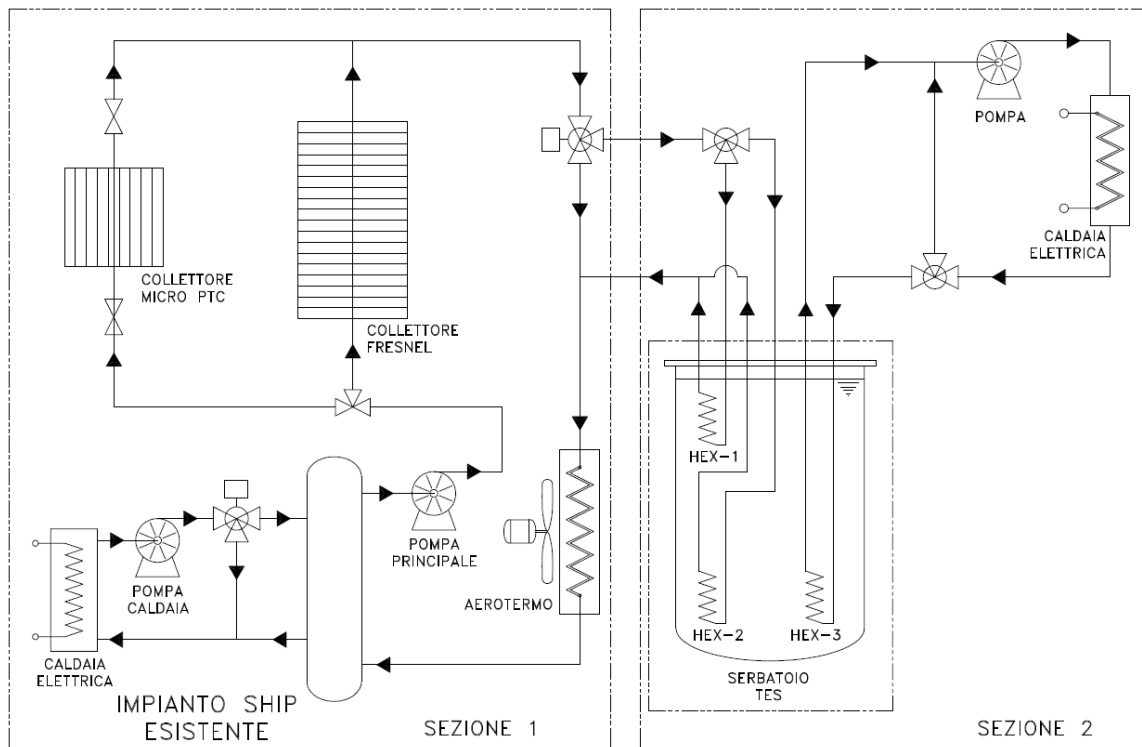 POMPA
CALDAIA
ELETTRICA
COLLETTORE
MICRO PTC
COLLETTORE
FRESNEL
HEX-1
POMPA
PRINCIPALE
POMPA
CALDAIA
AEROTERMO
HEX-2
HEX-3
CALDAIA
ELETTRICA
SERBATOIO
TES
IMPIANTO SHIP
ESISTENTE
SEZIONE 1
SEZIONE 2